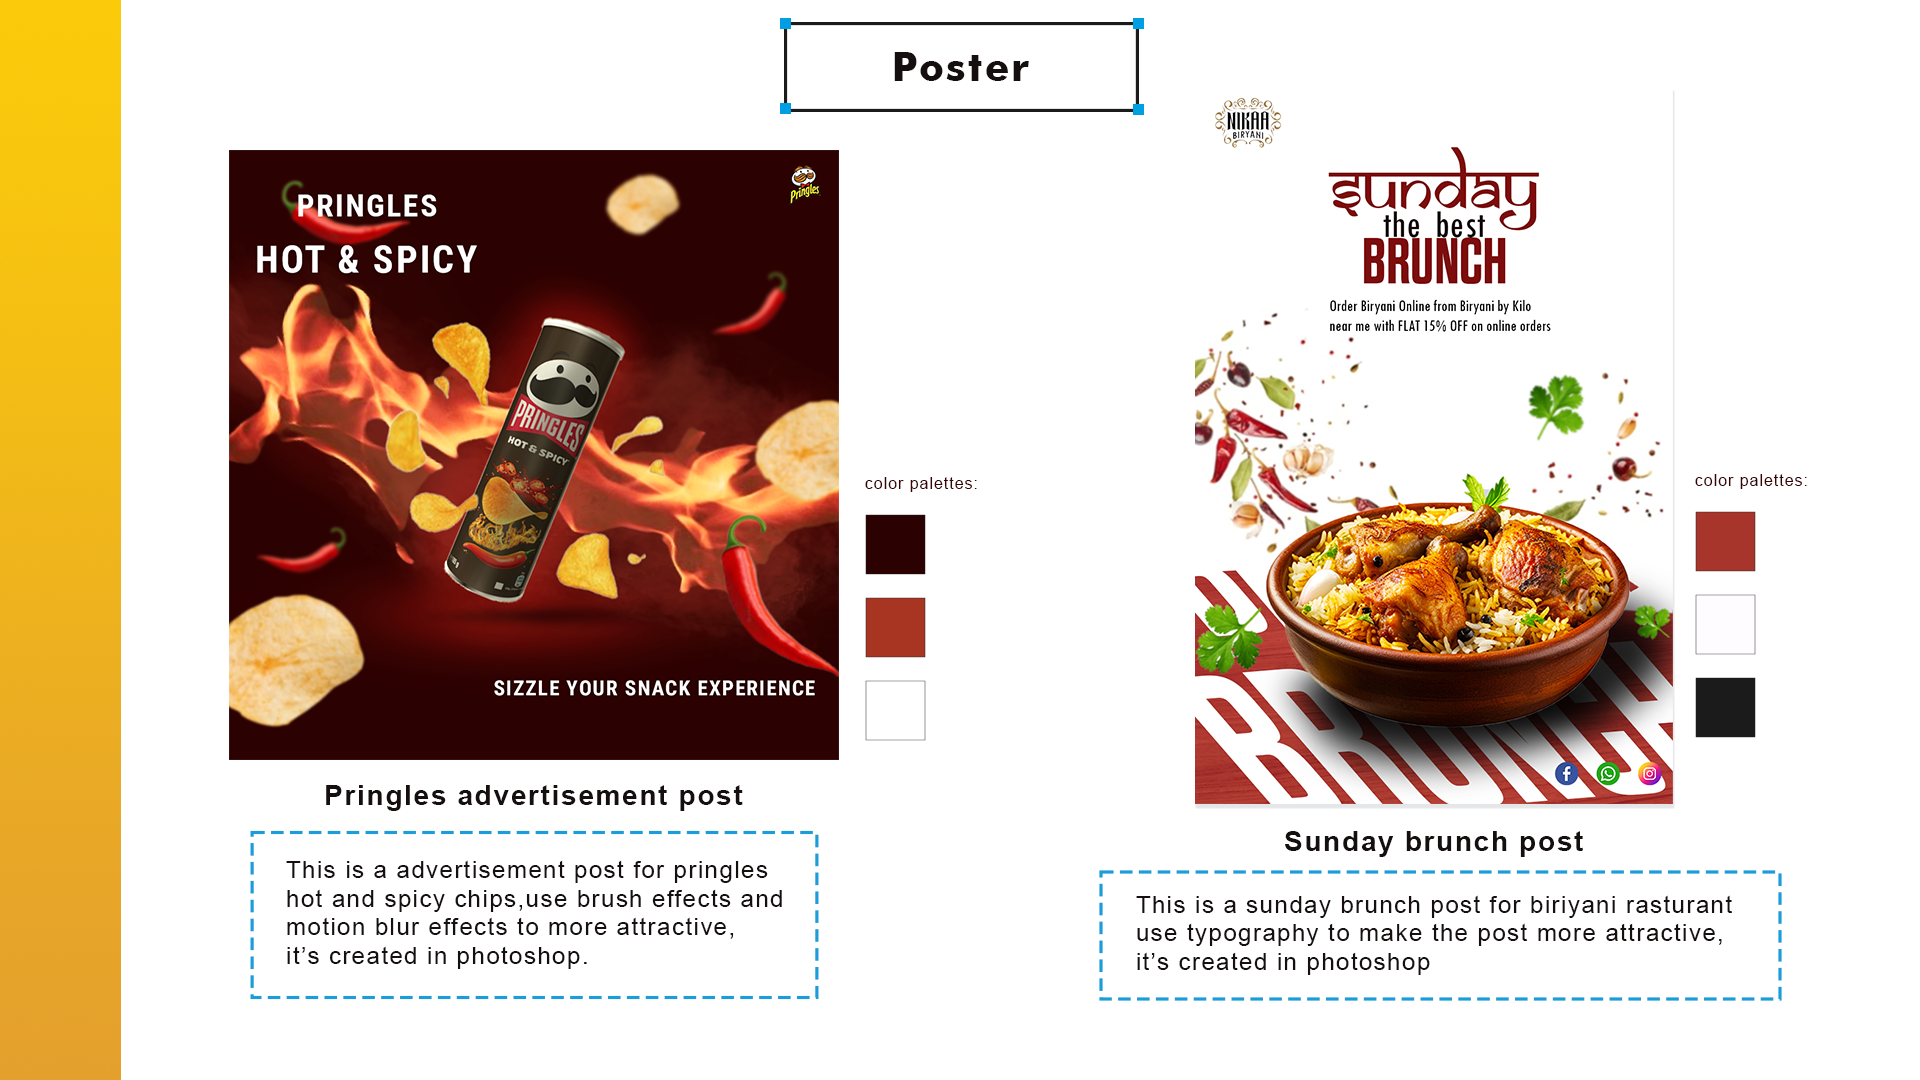 Poster
PRINGLES
HOT & SPICY
Pringles
PRINGLES
HOT & SPICY
SIZZLE YOUR SNACK EXPERIENCE
color palettes:
Pringles advertisement post
This is a advertisement post for pringles
hot and spicy chips,use brush effects and
motion blur effects to more attractive,
it’s created in photoshop.
NIKAA
BIRYANI
sunday
the best
BRUNCH
Order Biryani Online from Biryani by Kilo
near me with FLAT 15% OFF on online orders
BRUNCH
color palettes:
Sunday brunch post
This is a sunday brunch post for biriyani rasturant
use typography to make the post more attractive,
it’s created in photoshop